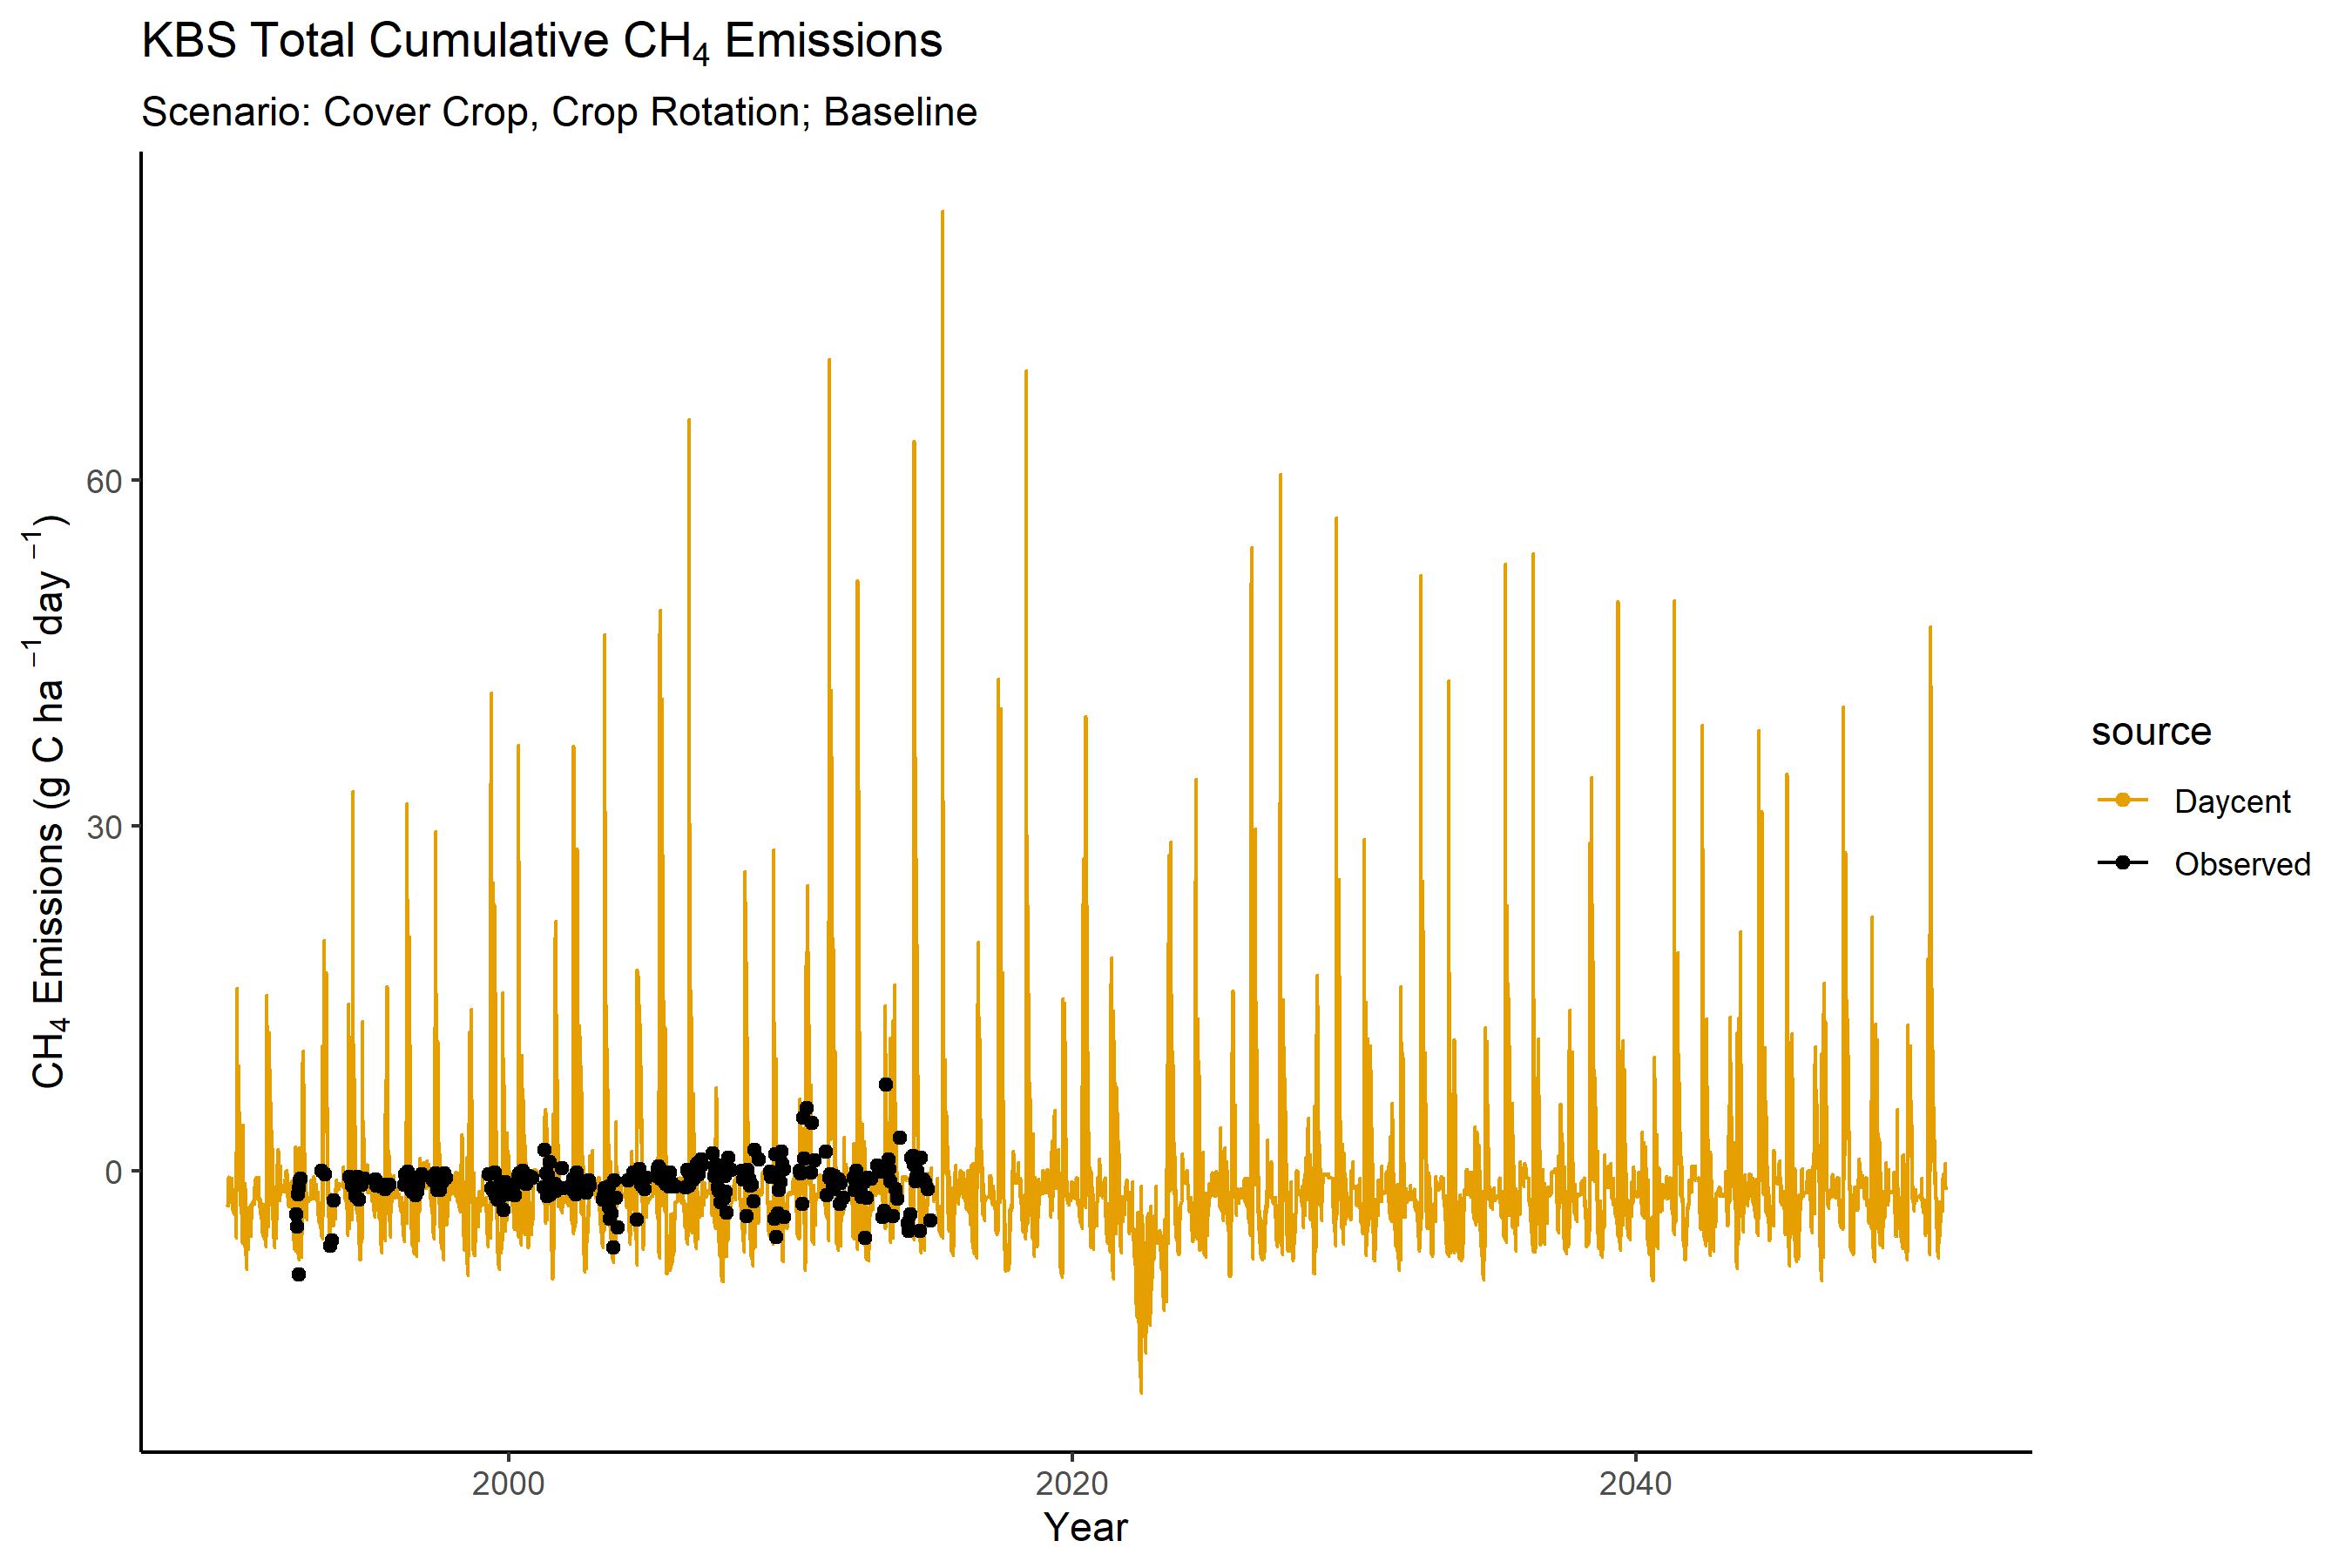 KBS Total Cumulative CH₄ Emissions
Scenario: Cover Crop, Crop Rotation; Baseline
CH₄ Emissions (g C ha ⁻¹day ⁻¹)
60
30
0
2000
2020
2040
Year
source
Daycent
Observed